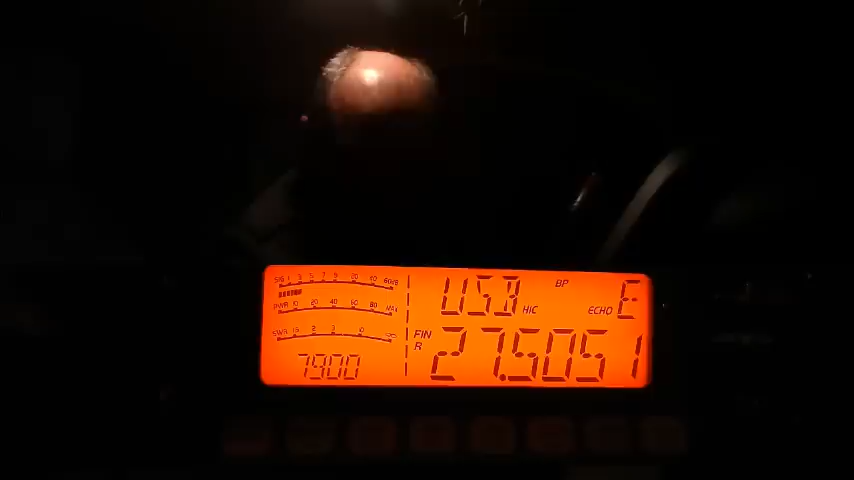 SIG 1 3 5 7 9 20 40 60dB
PWR 10 20 40 60 80 MAX
SWR 1.5 2 3 10 ∞
7900
USB HIC BP ECHO E
FIN
R 27.5051